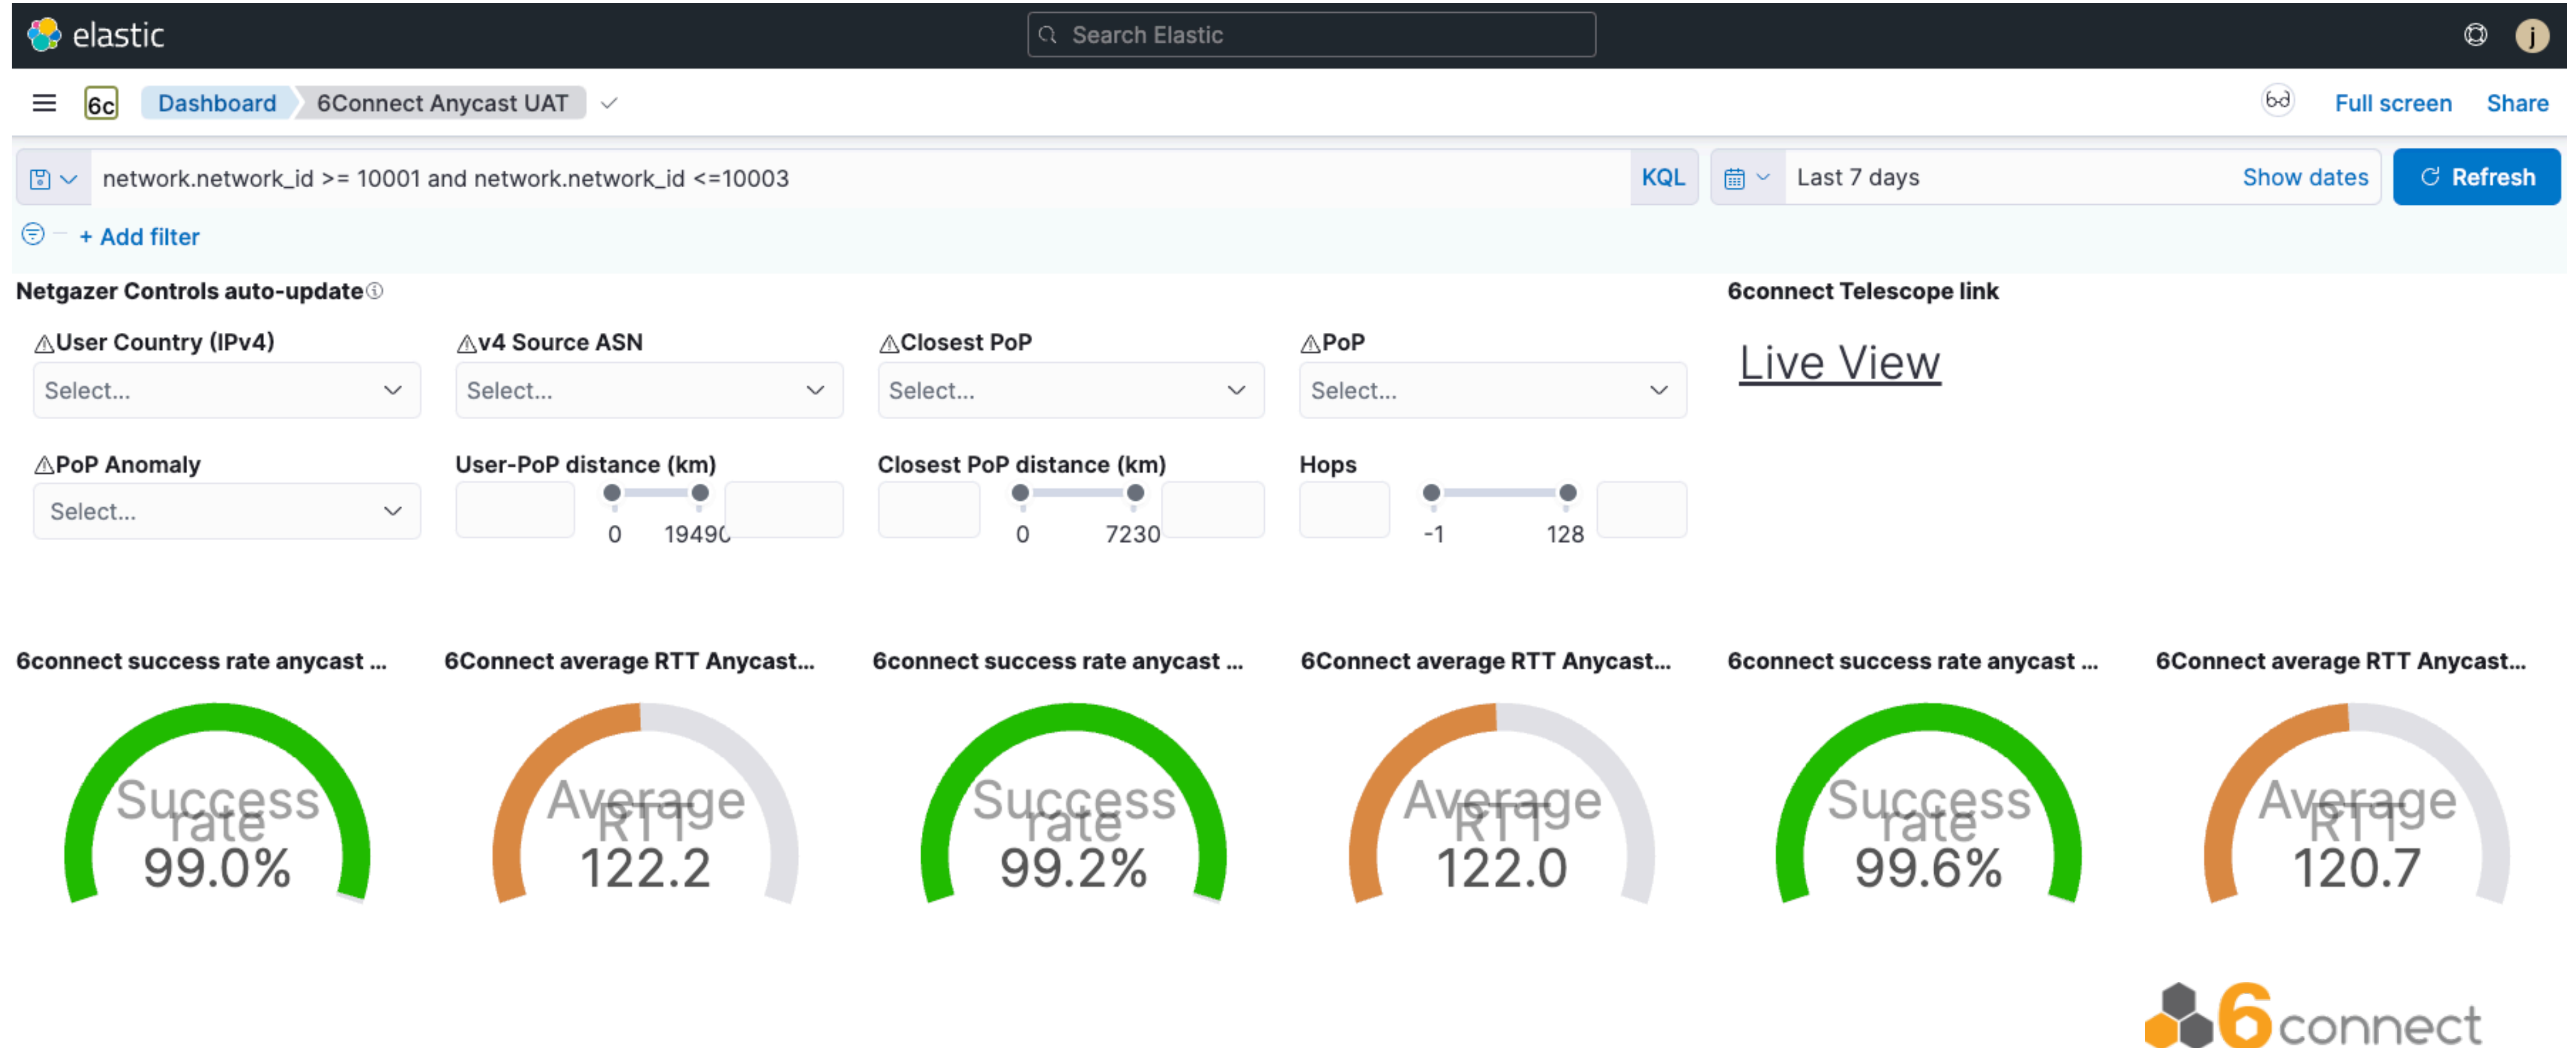 elastic
Search Elastic
j
6c
Dashboard
6Connect Anycast UAT
Full screen
Share
network.network_id >= 10001 and network.network_id <=10003
KQL
Last 7 days
Show dates
Refresh
+ Add filter
Netgazer Controls auto-update
6connect Telescope link
User Country (IPv4)
v4 Source ASN
Closest PoP
PoP
Select...
Select...
Select...
Select...
Live View
PoP Anomaly
User-PoP distance (km)
Closest PoP distance (km)
Hops
Select...
0
19490
0
7230
-1
128
6connect success rate anycast ...
6Connect average RTT Anycast...
6connect success rate anycast ...
6Connect average RTT Anycast...
6connect success rate anycast ...
6Connect average RTT Anycast...
Success
rate
99.0%
Average
RTT
122.2
Success
rate
99.2%
Average
RTT
122.0
Success
rate
99.6%
Average
RTT
120.7
6connect